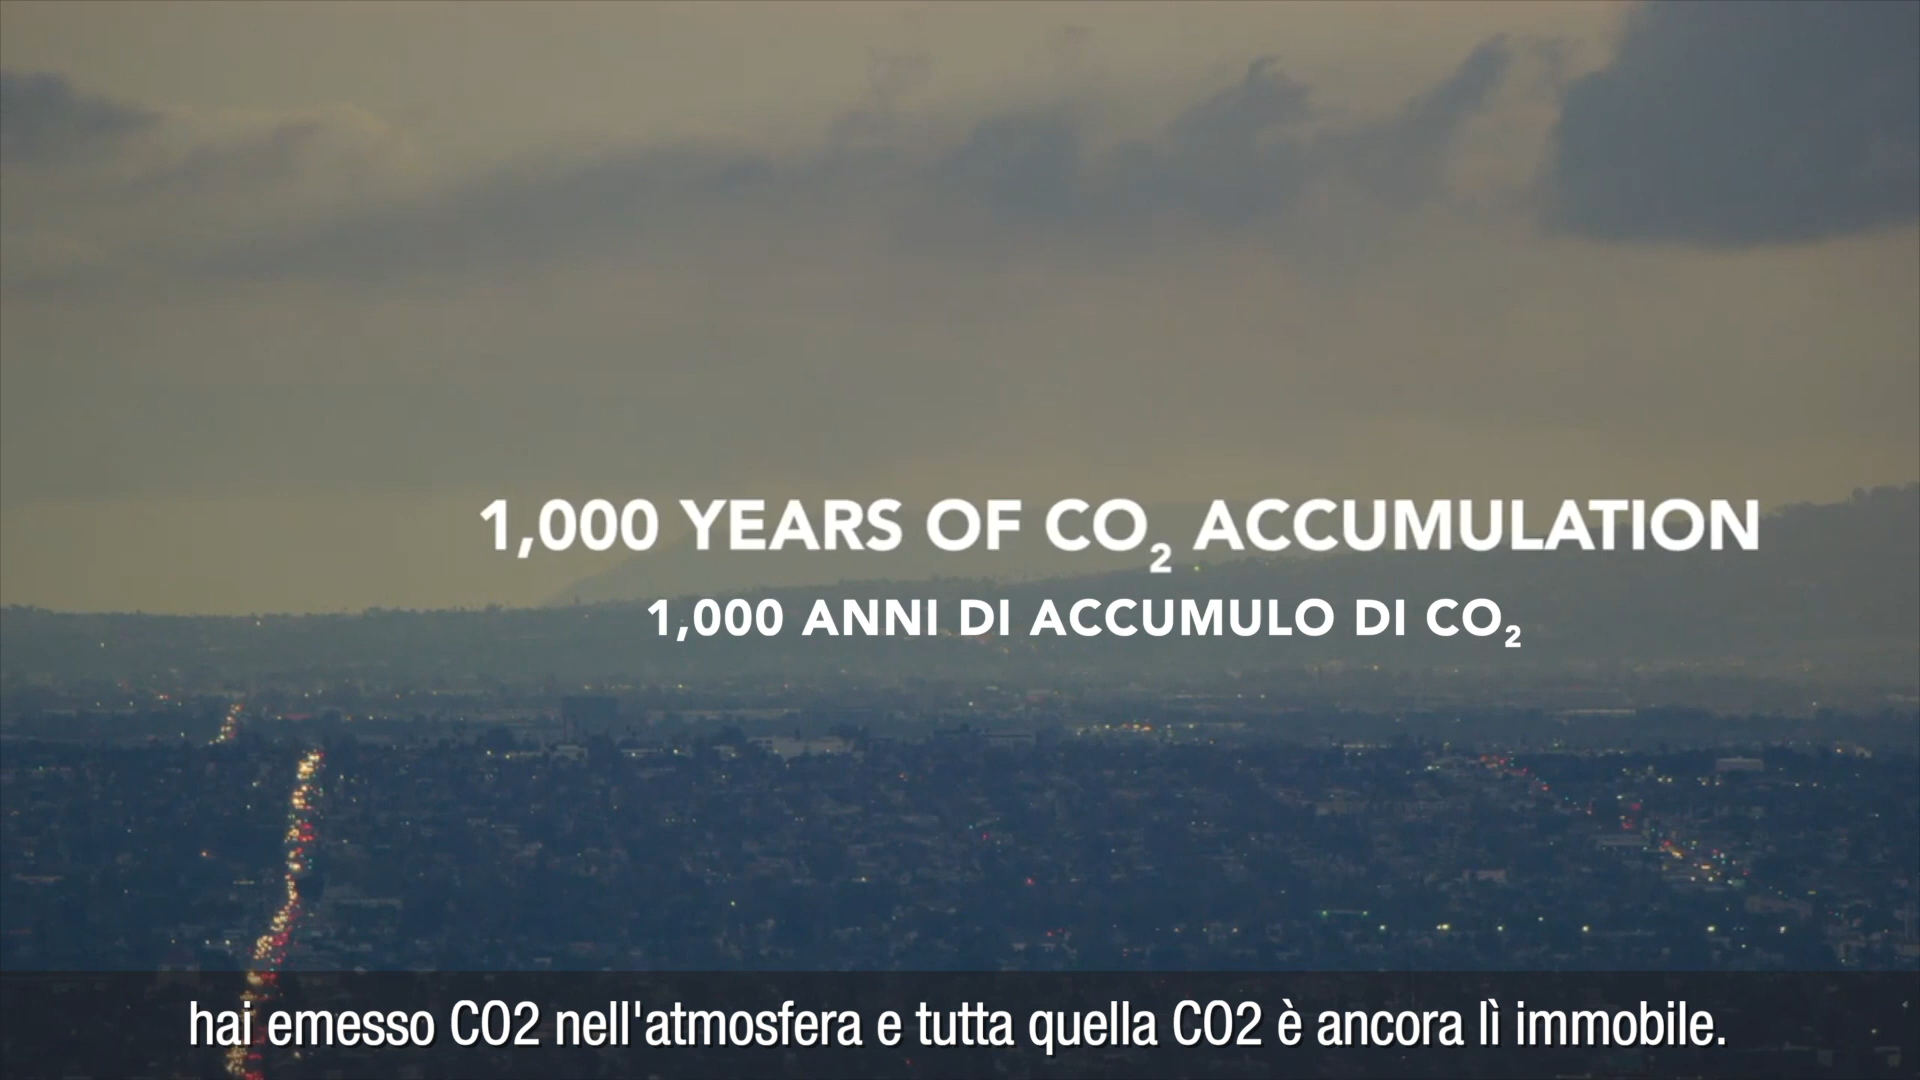 1,000 YEARS OF CO₂ ACCUMULATION
1,000 ANNI DI ACCUMULO DI CO₂
hai emesso CO2 nell'atmosfera e tutta quella CO2 è ancora lì immobile.